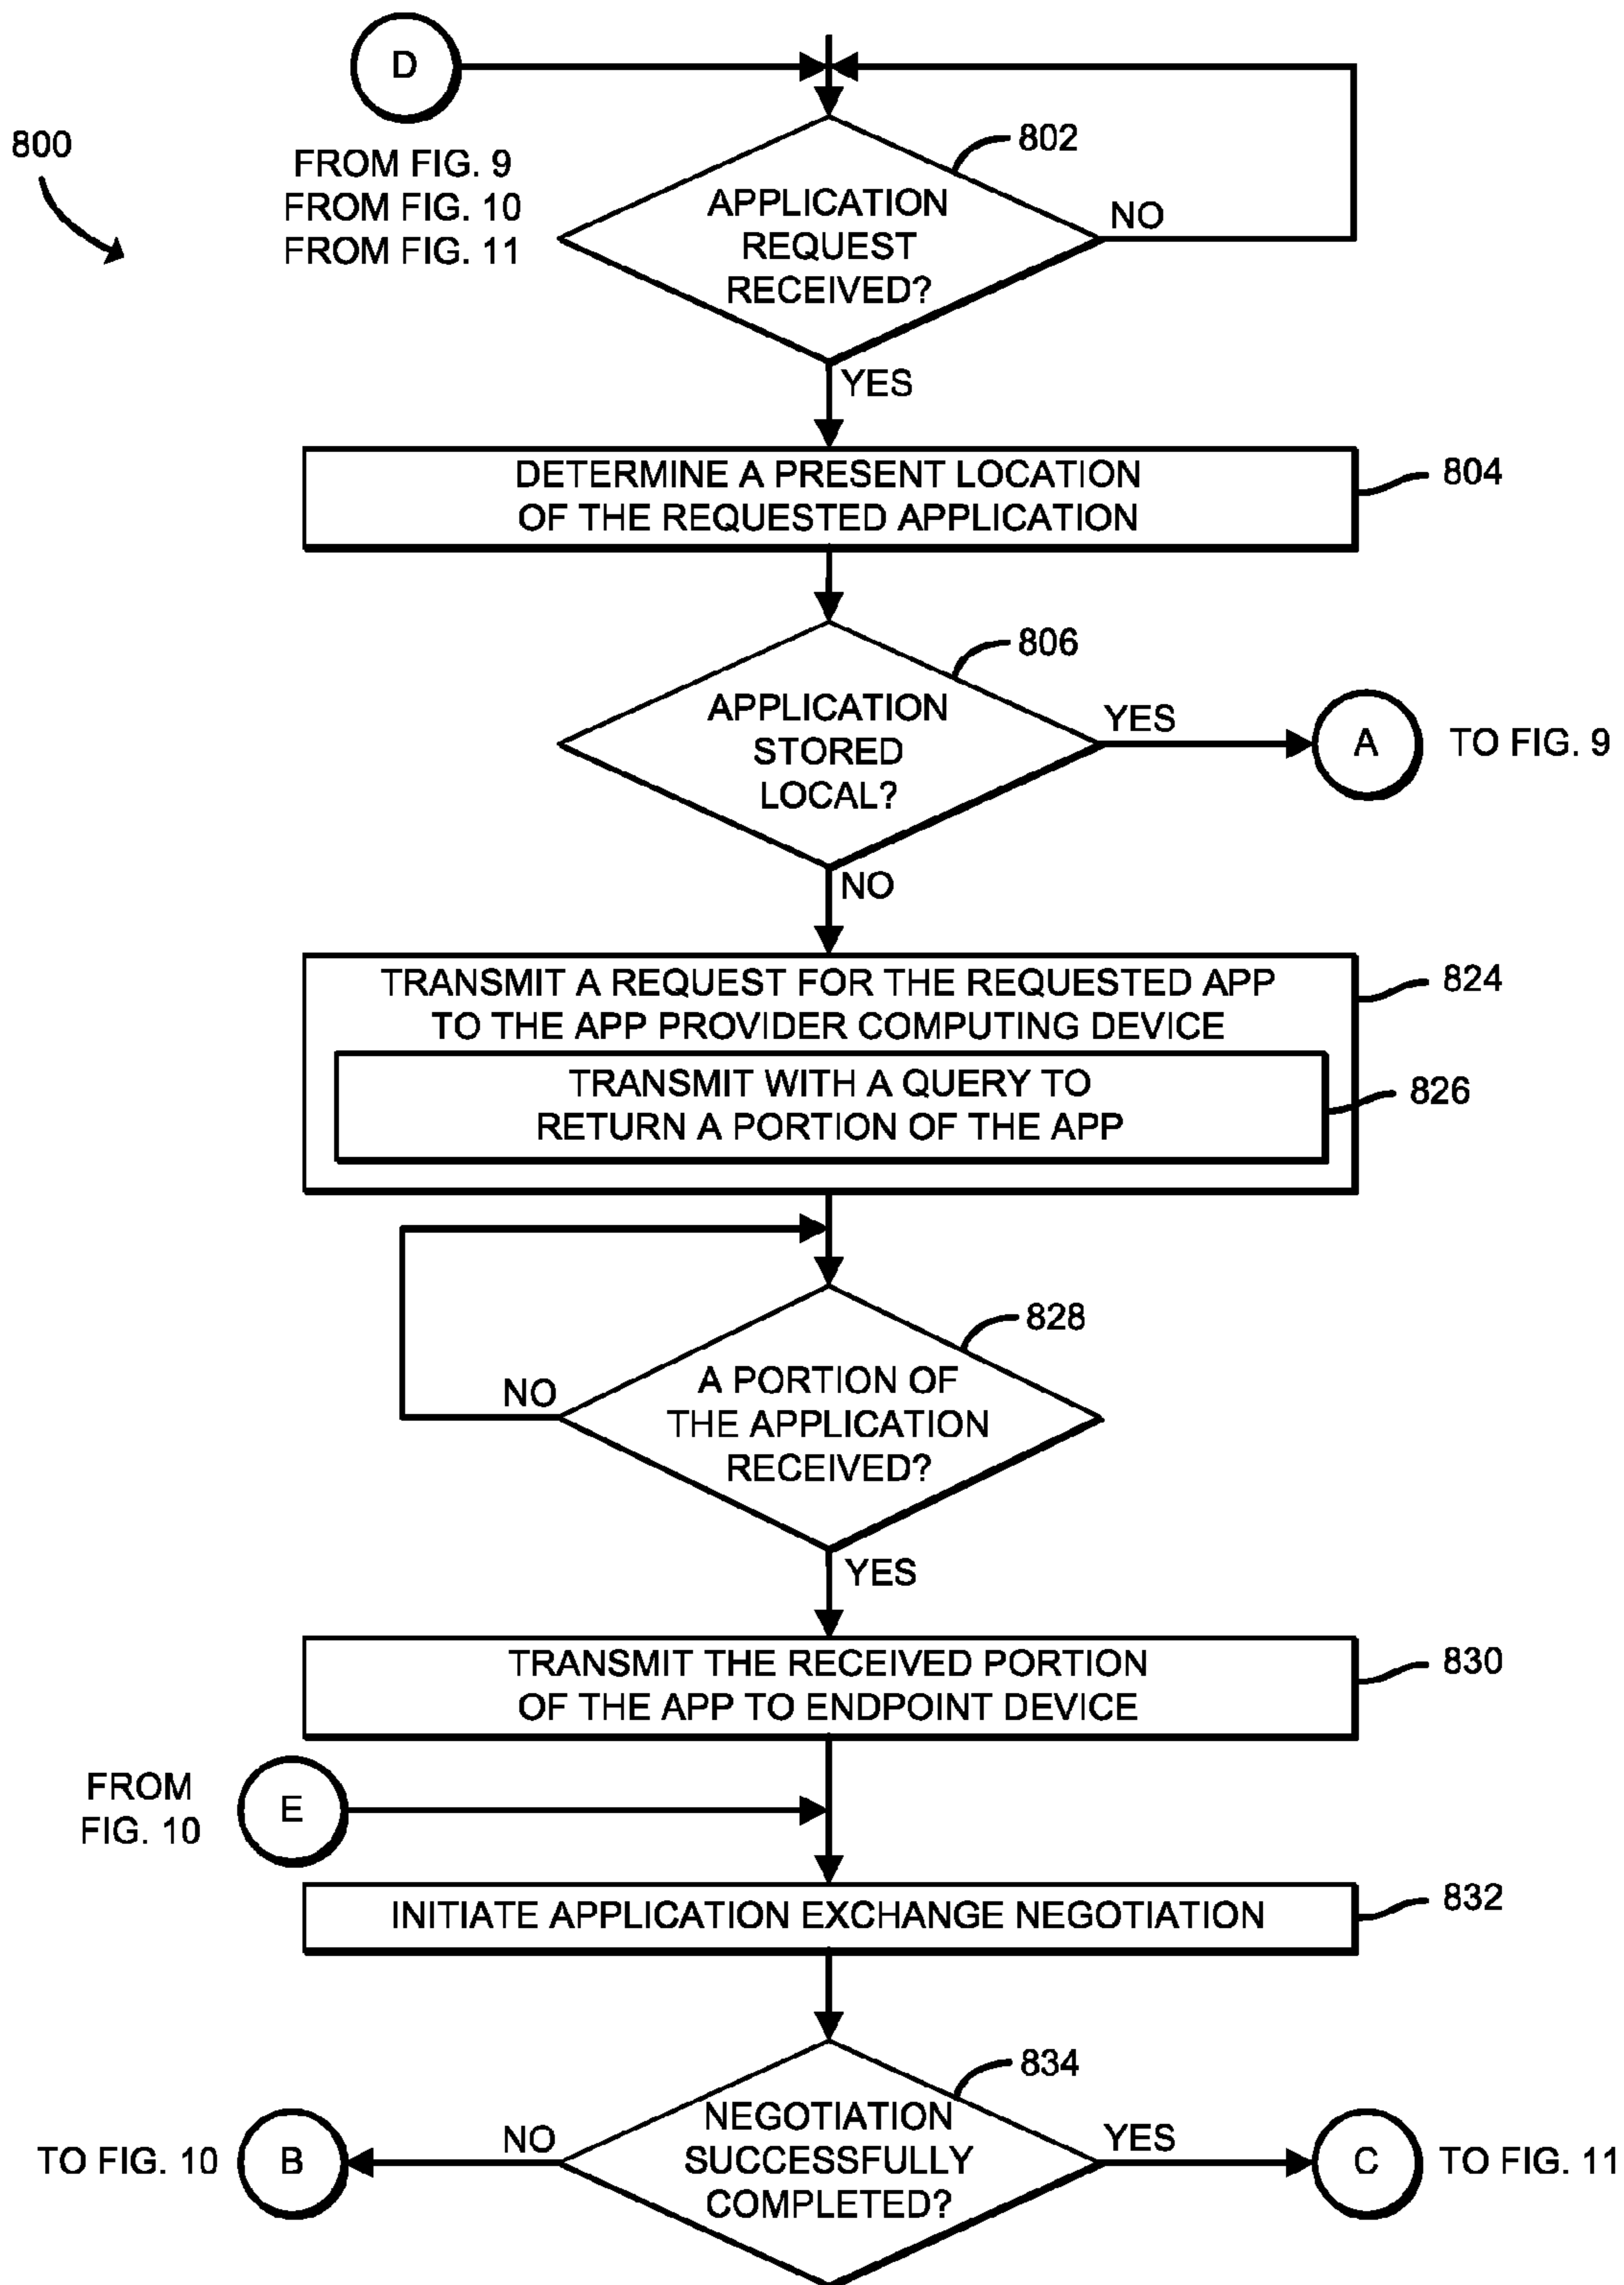 D
800
FROM FIG. 9
FROM FIG. 10
FROM FIG. 11
802
APPLICATION
REQUEST
RECEIVED?
NO
YES
DETERMINE A PRESENT LOCATION
OF THE REQUESTED APPLICATION
804
806
APPLICATION
STORED
LOCAL?
YES
A
TO FIG. 9
NO
TRANSMIT A REQUEST FOR THE REQUESTED APP
TO THE APP PROVIDER COMPUTING DEVICE
824
TRANSMIT WITH A QUERY TO
RETURN A PORTION OF THE APP
826
828
A PORTION OF
THE APPLICATION
RECEIVED?
NO
YES
TRANSMIT THE RECEIVED PORTION
OF THE APP TO ENDPOINT DEVICE
830
FROM
FIG. 10
E
INITIATE APPLICATION EXCHANGE NEGOTIATION
832
834
NEGOTIATION
SUCCESSFULLY
COMPLETED?
NO
B
TO FIG. 10
YES
C
TO FIG. 11